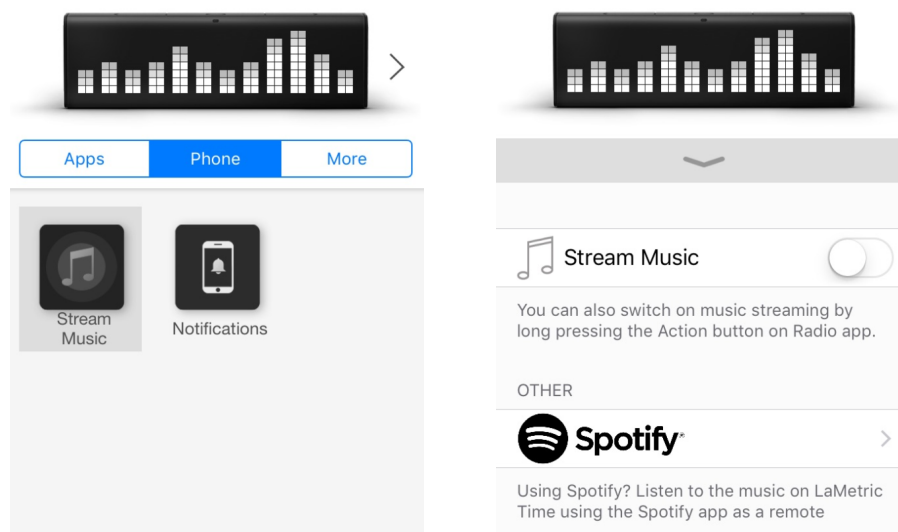 Apps
Phone
More
Stream
Music
Notifications
Stream Music
You can also switch on music streaming by
long pressing the Action button on Radio app.
OTHER
Spotify
Using Spotify? Listen to the music on LaMetric
Time using the Spotify app as a remote